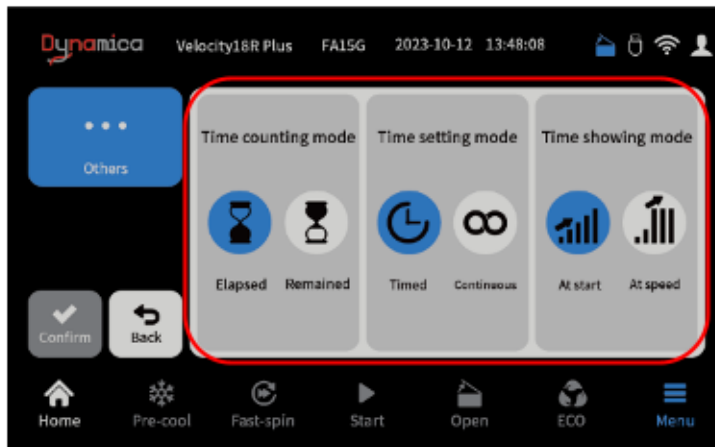 Dynamica Velocity18R Plus FA15G 2023-10-12 13:48:08
Others
Time counting mode
Elapsed Remained
Time setting mode
Timed Contineous
Time showing mode
At start At speed
Confirm Back
Home Pre-cool Fast-spin Start Open ECO Menu